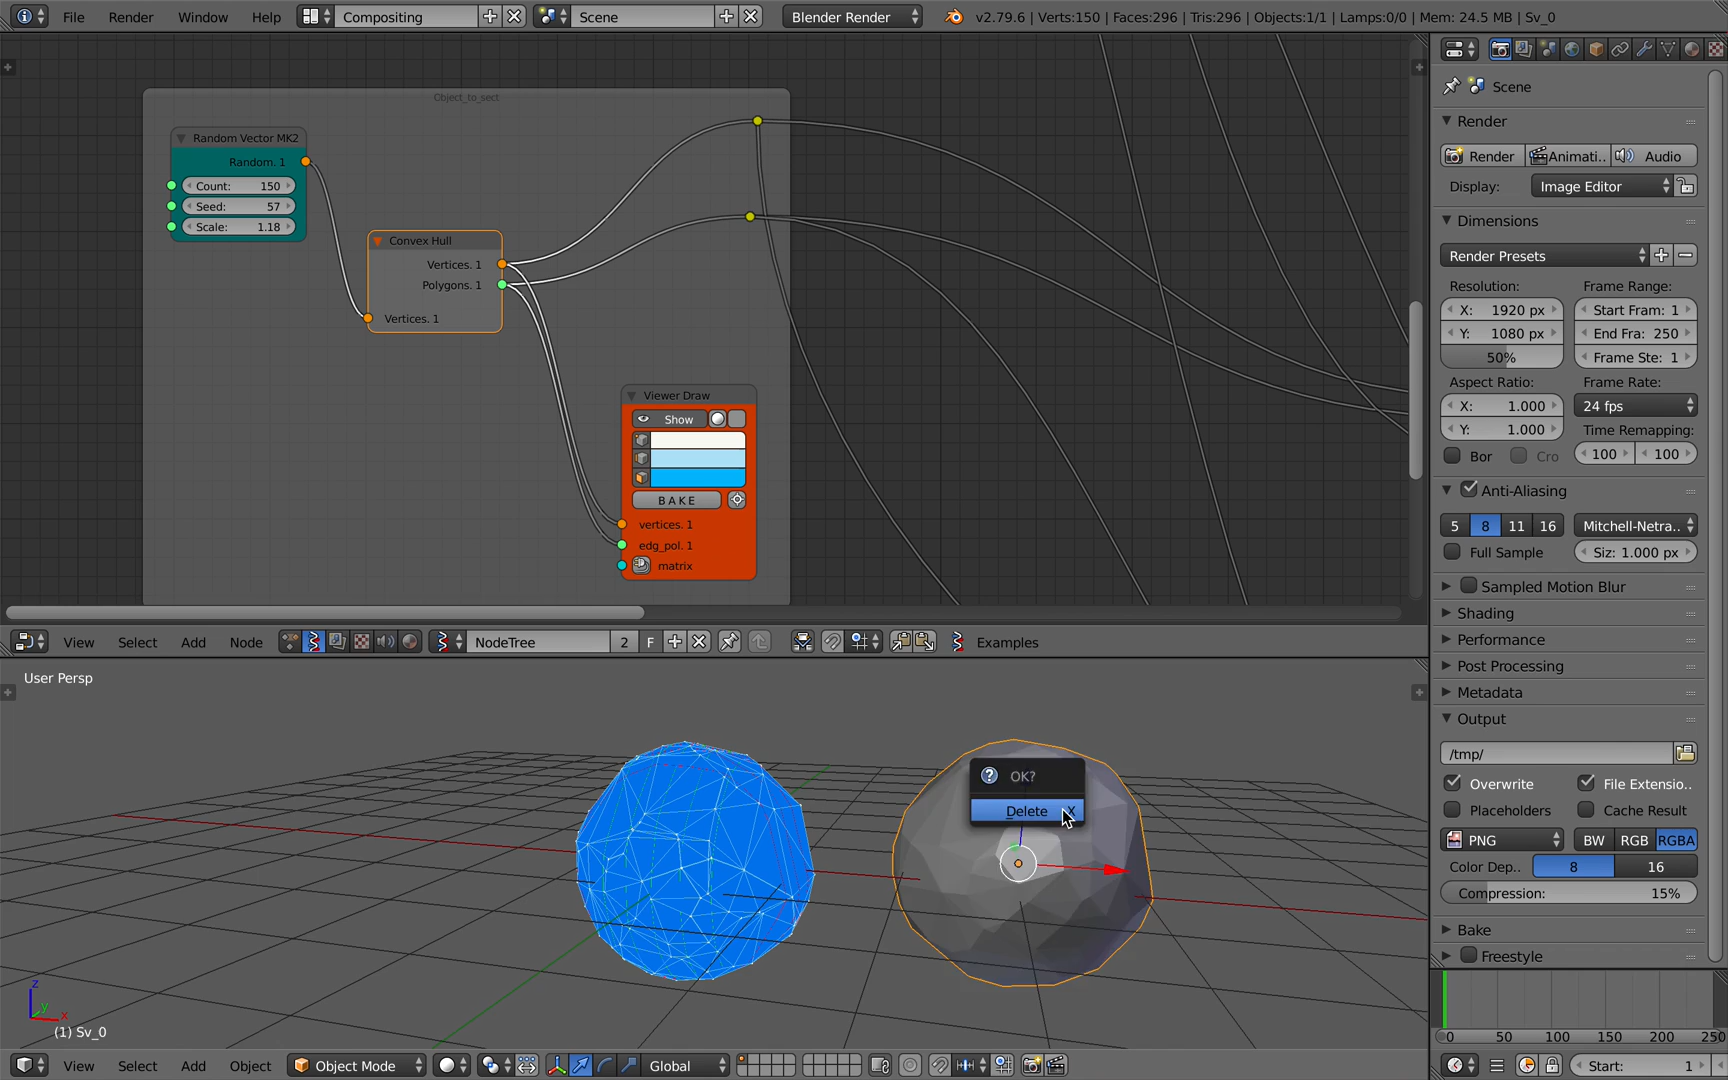 File Render Window Help Compositing Scene Blender Render v2.79.6 | Verts:150 | Faces:296 | Tris:296 | Objects:1/1 | Lamps:0/0 | Mem: 24.5 MB | Sv_0
Object_to_sect
Random Vector MK2
Random. 1
Count: 150
Seed: 57
Scale: 1.18
Convex Hull
Vertices. 1
Polygons. 1
Vertices. 1
Viewer Draw
Show
BAKE
vertices. 1
edg_pol. 1
matrix
View Select Add Node NodeTree 2 F Examples
User Persp
OK?
Delete X
z
y
x
(1) Sv_0
View Select Add Object Object Mode Global
Scene
Render
Render Animati.. Audio
Display: Image Editor
Dimensions
Render Presets
Resolution: Frame Range:
X: 1920 px Start Fram: 1
Y: 1080 px End Fra: 250
50% Frame Ste: 1
Aspect Ratio: Frame Rate:
X: 1.000 24 fps
Y: 1.000 Time Remapping:
Bor Cro 100 100
Anti-Aliasing
5 8 11 16 Mitchell-Netra..
Full Sample Siz: 1.000 px
Sampled Motion Blur
Shading
Performance
Post Processing
Metadata
Output
/tmp/
Overwrite File Extensio..
Placeholders Cache Result
PNG BW RGB RGBA
Color Dep.. 8 16
Compression: 15%
Bake
Freestyle
0 50 100 150 200 250
Start: 1